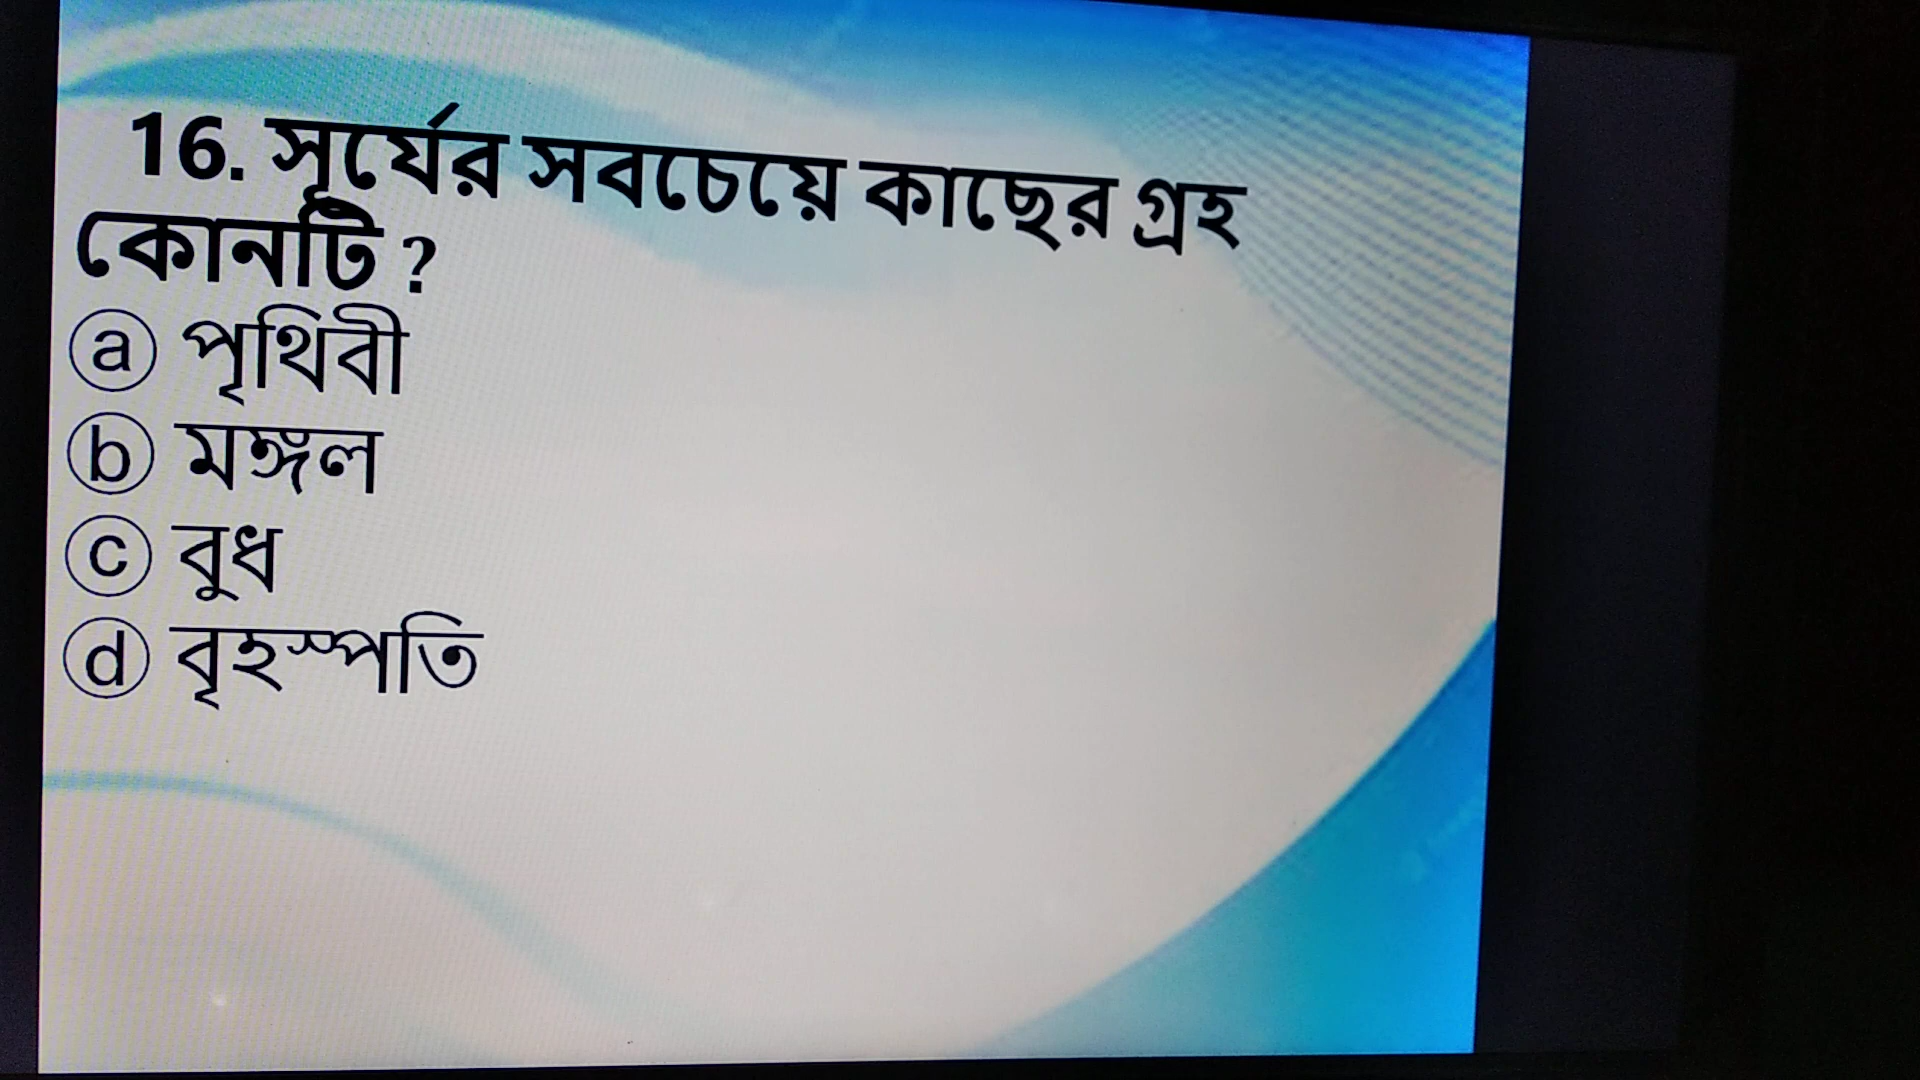 16. সূর্যের সবচেয়ে কাছের গ্রহ
কোনটি ?
ⓐ পৃথিবী
ⓑ মঙ্গল
ⓒ বুধ
ⓓ বৃহস্পতি